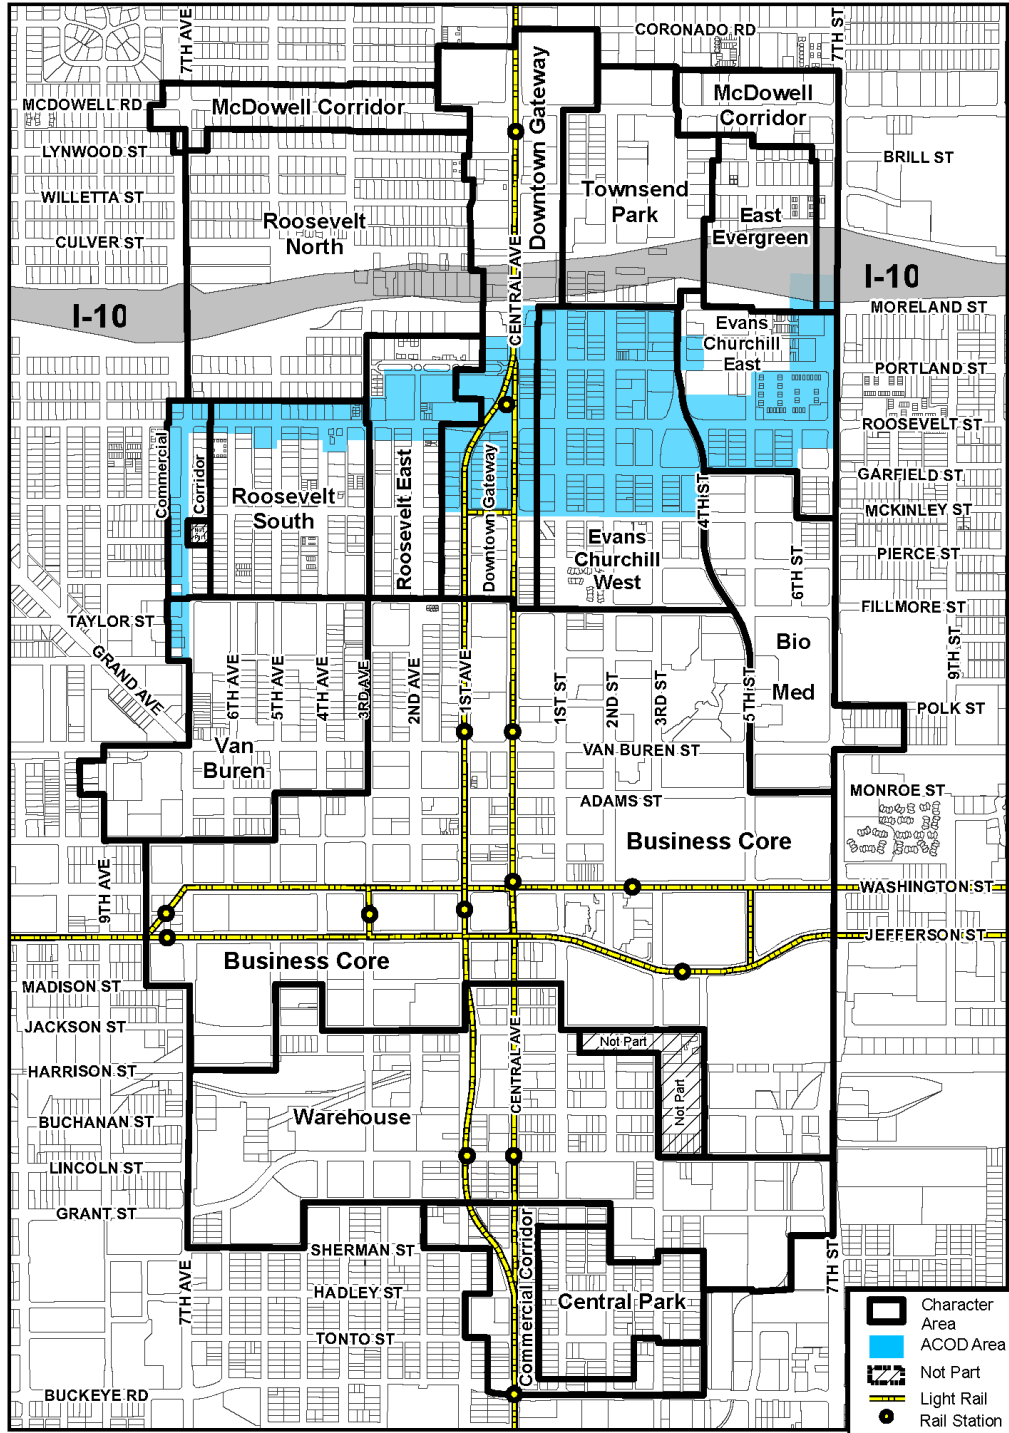 7TH AVE
CORONADO RD
7TH ST
MCDOWELL RD
McDowell Corridor
Downtown Gateway
McDowell
Corridor
LYNWOOD ST
BRILL ST
WILLETTA ST
Townsend
Park
Roosevelt
North
East
Evergreen
CULVER ST
CENTRAL AVE
I-10
I-10
MORELAND ST
Evans
Churchill
East
PORTLAND ST
ROOSEVELT ST
Commercial
Corridor
Roosevelt
South
Roosevelt East
Downtown Gateway
4TH ST
GARFIELD ST
MCKINLEY ST
Evans
Churchill
West
6TH ST
PIERCE ST
FILLMORE ST
TAYLOR ST
GRAND AVE
Bio
Med
9TH ST
6TH AVE
5TH AVE
4TH AVE
3RD AVE
2ND AVE
1ST AVE
1ST ST
2ND ST
3RD ST
5TH ST
POLK ST
Van
Buren
VAN BUREN ST
ADAMS ST
MONROE ST
Business Core
9TH AVE
WASHINGTON ST
JEFFERSON ST
Business Core
MADISON ST
JACKSON ST
CENTRAL AVE
Not Part
HARRISON ST
Not Part
Warehouse
BUCHANAN ST
LINCOLN ST
GRANT ST
SHERMAN ST
Commercial Corridor
7TH AVE
7TH ST
HADLEY ST
Central Park
TONTO ST
BUCKEYE RD
Character
Area
ACOD Area
Not Part
Light Rail
Rail Station